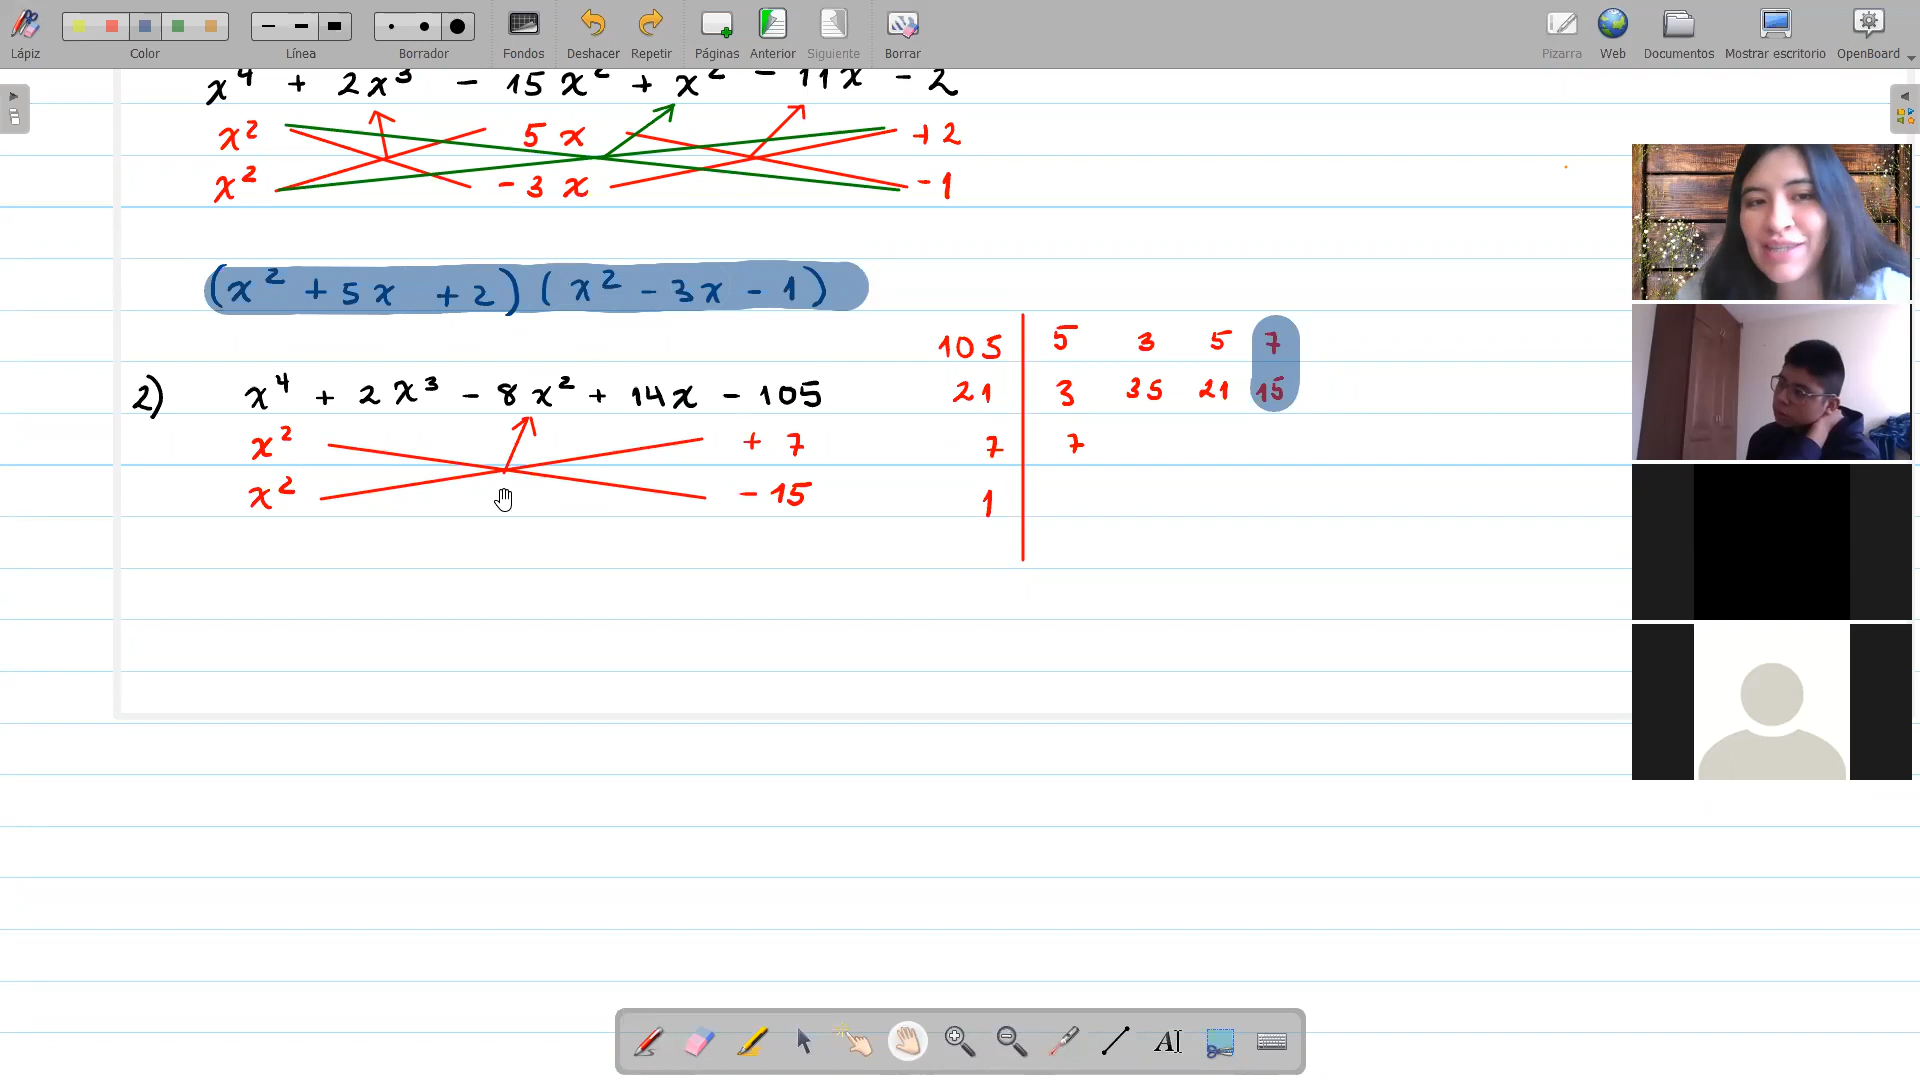 Lápiz Color Línea Borrador Fondos Deshacer Repetir Páginas Anterior Siguiente Borrar Pizarra Web Documentos Mostrar escritorio OpenBoard
x⁴ + 2x³ - 15x² + x² - 11x - 2
x² 5x +2
x² -3x -1
(x² + 5x + 2) (x² - 3x - 1)
105 5 3 5 7
2) x⁴ + 2x³ - 8x² + 14x - 105
21 3 35 21 15
x² + 7
7 7
x² - 15
1